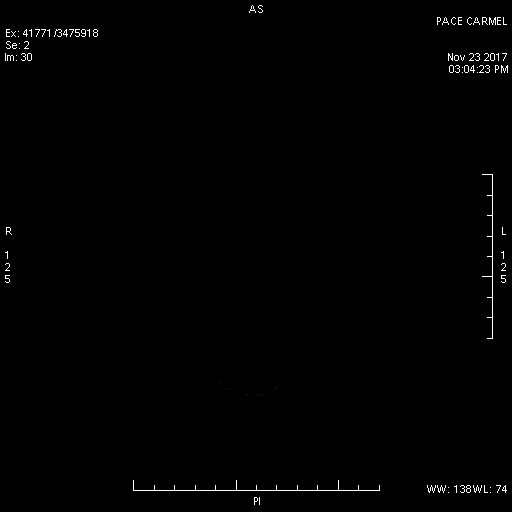 AS
PACE CARMEL
Ex: 41771/3475918
Se: 2
Im: 30
Nov 23 2017
03:04:23 PM
R
L
1
2
5
1
2
5
WW: 138WL: 74
PI